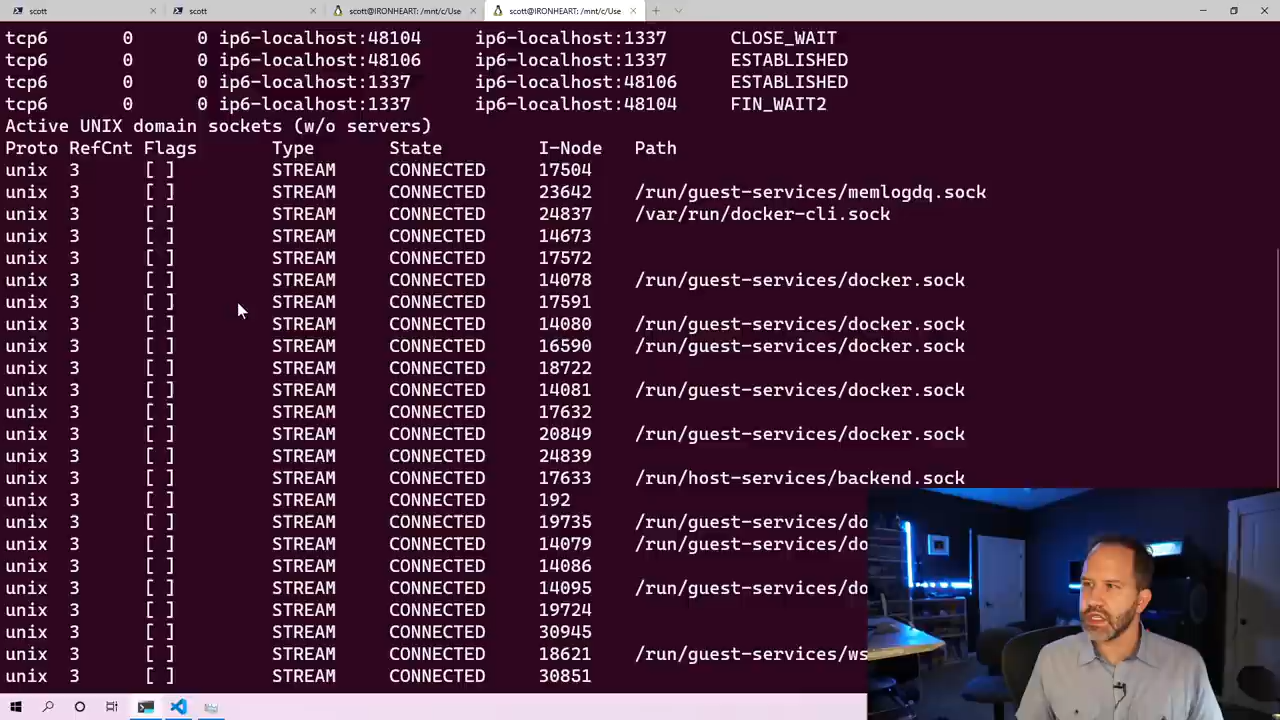 scott
scott
scott@IRONHEART: /mnt/c/Use
scott@IRONHEART: /mnt/c/Use
tcp6 0 0 ip6-localhost:48104 ip6-localhost:1337 CLOSE_WAIT
tcp6 0 0 ip6-localhost:48106 ip6-localhost:1337 ESTABLISHED
tcp6 0 0 ip6-localhost:1337 ip6-localhost:48106 ESTABLISHED
tcp6 0 0 ip6-localhost:1337 ip6-localhost:48104 FIN_WAIT2
Active UNIX domain sockets (w/o servers)
Proto RefCnt Flags Type State I-Node Path
unix 3 [ ] STREAM CONNECTED 17504
unix 3 [ ] STREAM CONNECTED 23642 /run/guest-services/memlogdq.sock
unix 3 [ ] STREAM CONNECTED 24837 /var/run/docker-cli.sock
unix 3 [ ] STREAM CONNECTED 14673
unix 3 [ ] STREAM CONNECTED 17572
unix 3 [ ] STREAM CONNECTED 14078 /run/guest-services/docker.sock
unix 3 [ ] STREAM CONNECTED 17591
unix 3 [ ] STREAM CONNECTED 14080 /run/guest-services/docker.sock
unix 3 [ ] STREAM CONNECTED 16590 /run/guest-services/docker.sock
unix 3 [ ] STREAM CONNECTED 18722
unix 3 [ ] STREAM CONNECTED 14081 /run/guest-services/docker.sock
unix 3 [ ] STREAM CONNECTED 17632
unix 3 [ ] STREAM CONNECTED 20849 /run/guest-services/docker.sock
unix 3 [ ] STREAM CONNECTED 24839
unix 3 [ ] STREAM CONNECTED 17633 /run/host-services/backend.sock
unix 3 [ ] STREAM CONNECTED 192
unix 3 [ ] STREAM CONNECTED 19735 /run/guest-services/do
unix 3 [ ] STREAM CONNECTED 14079 /run/guest-services/do
unix 3 [ ] STREAM CONNECTED 14086
unix 3 [ ] STREAM CONNECTED 14095 /run/guest-services/do
unix 3 [ ] STREAM CONNECTED 19724
unix 3 [ ] STREAM CONNECTED 30945
unix 3 [ ] STREAM CONNECTED 18621 /run/guest-services/ws
unix 3 [ ] STREAM CONNECTED 30851